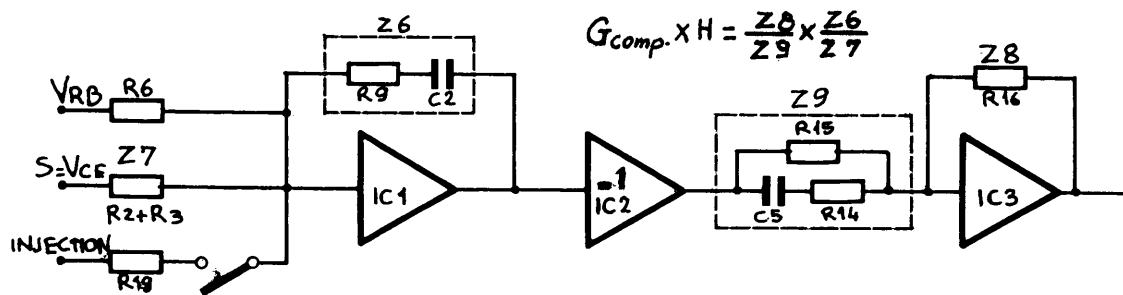 Z6
Gcomp. x H = Z8/Z9 x Z6/Z7
R9
C2
VRB
R6
Z7
S=VCE
R2+R3
INJECTION
R18
IC1
-1
IC2
Z9
R15
C5
R14
Z8
R16
IC3